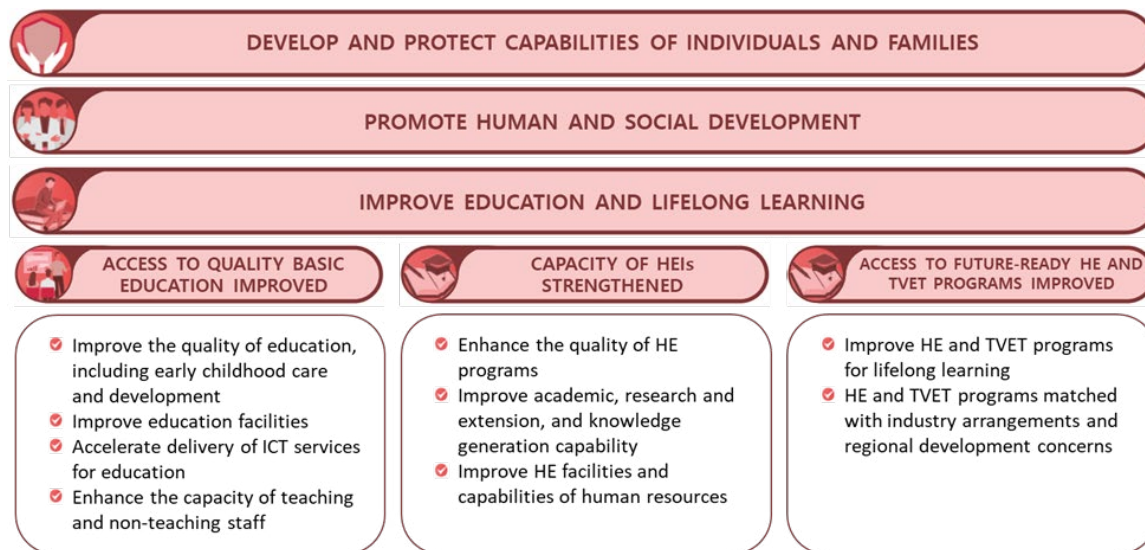 DEVELOP AND PROTECT CAPABILITIES OF INDIVIDUALS AND FAMILIES
PROMOTE HUMAN AND SOCIAL DEVELOPMENT
IMPROVE EDUCATION AND LIFELONG LEARNING
ACCESS TO QUALITY BASIC
EDUCATION IMPROVED
Improve the quality of education,
including early childhood care
and development
Improve education facilities
Accelerate delivery of ICT services
for education
Enhance the capacity of teaching
and non-teaching staff
CAPACITY OF HEIs
STRENGTHENED
Enhance the quality of HE
programs
Improve academic, research and
extension, and knowledge
generation capability
Improve HE facilities and
capabilities of human resources
ACCESS TO FUTURE-READY HE AND
TVET PROGRAMS IMPROVED
Improve HE and TVET programs
for lifelong learning
HE and TVET programs matched
with industry arrangements and
regional development concerns